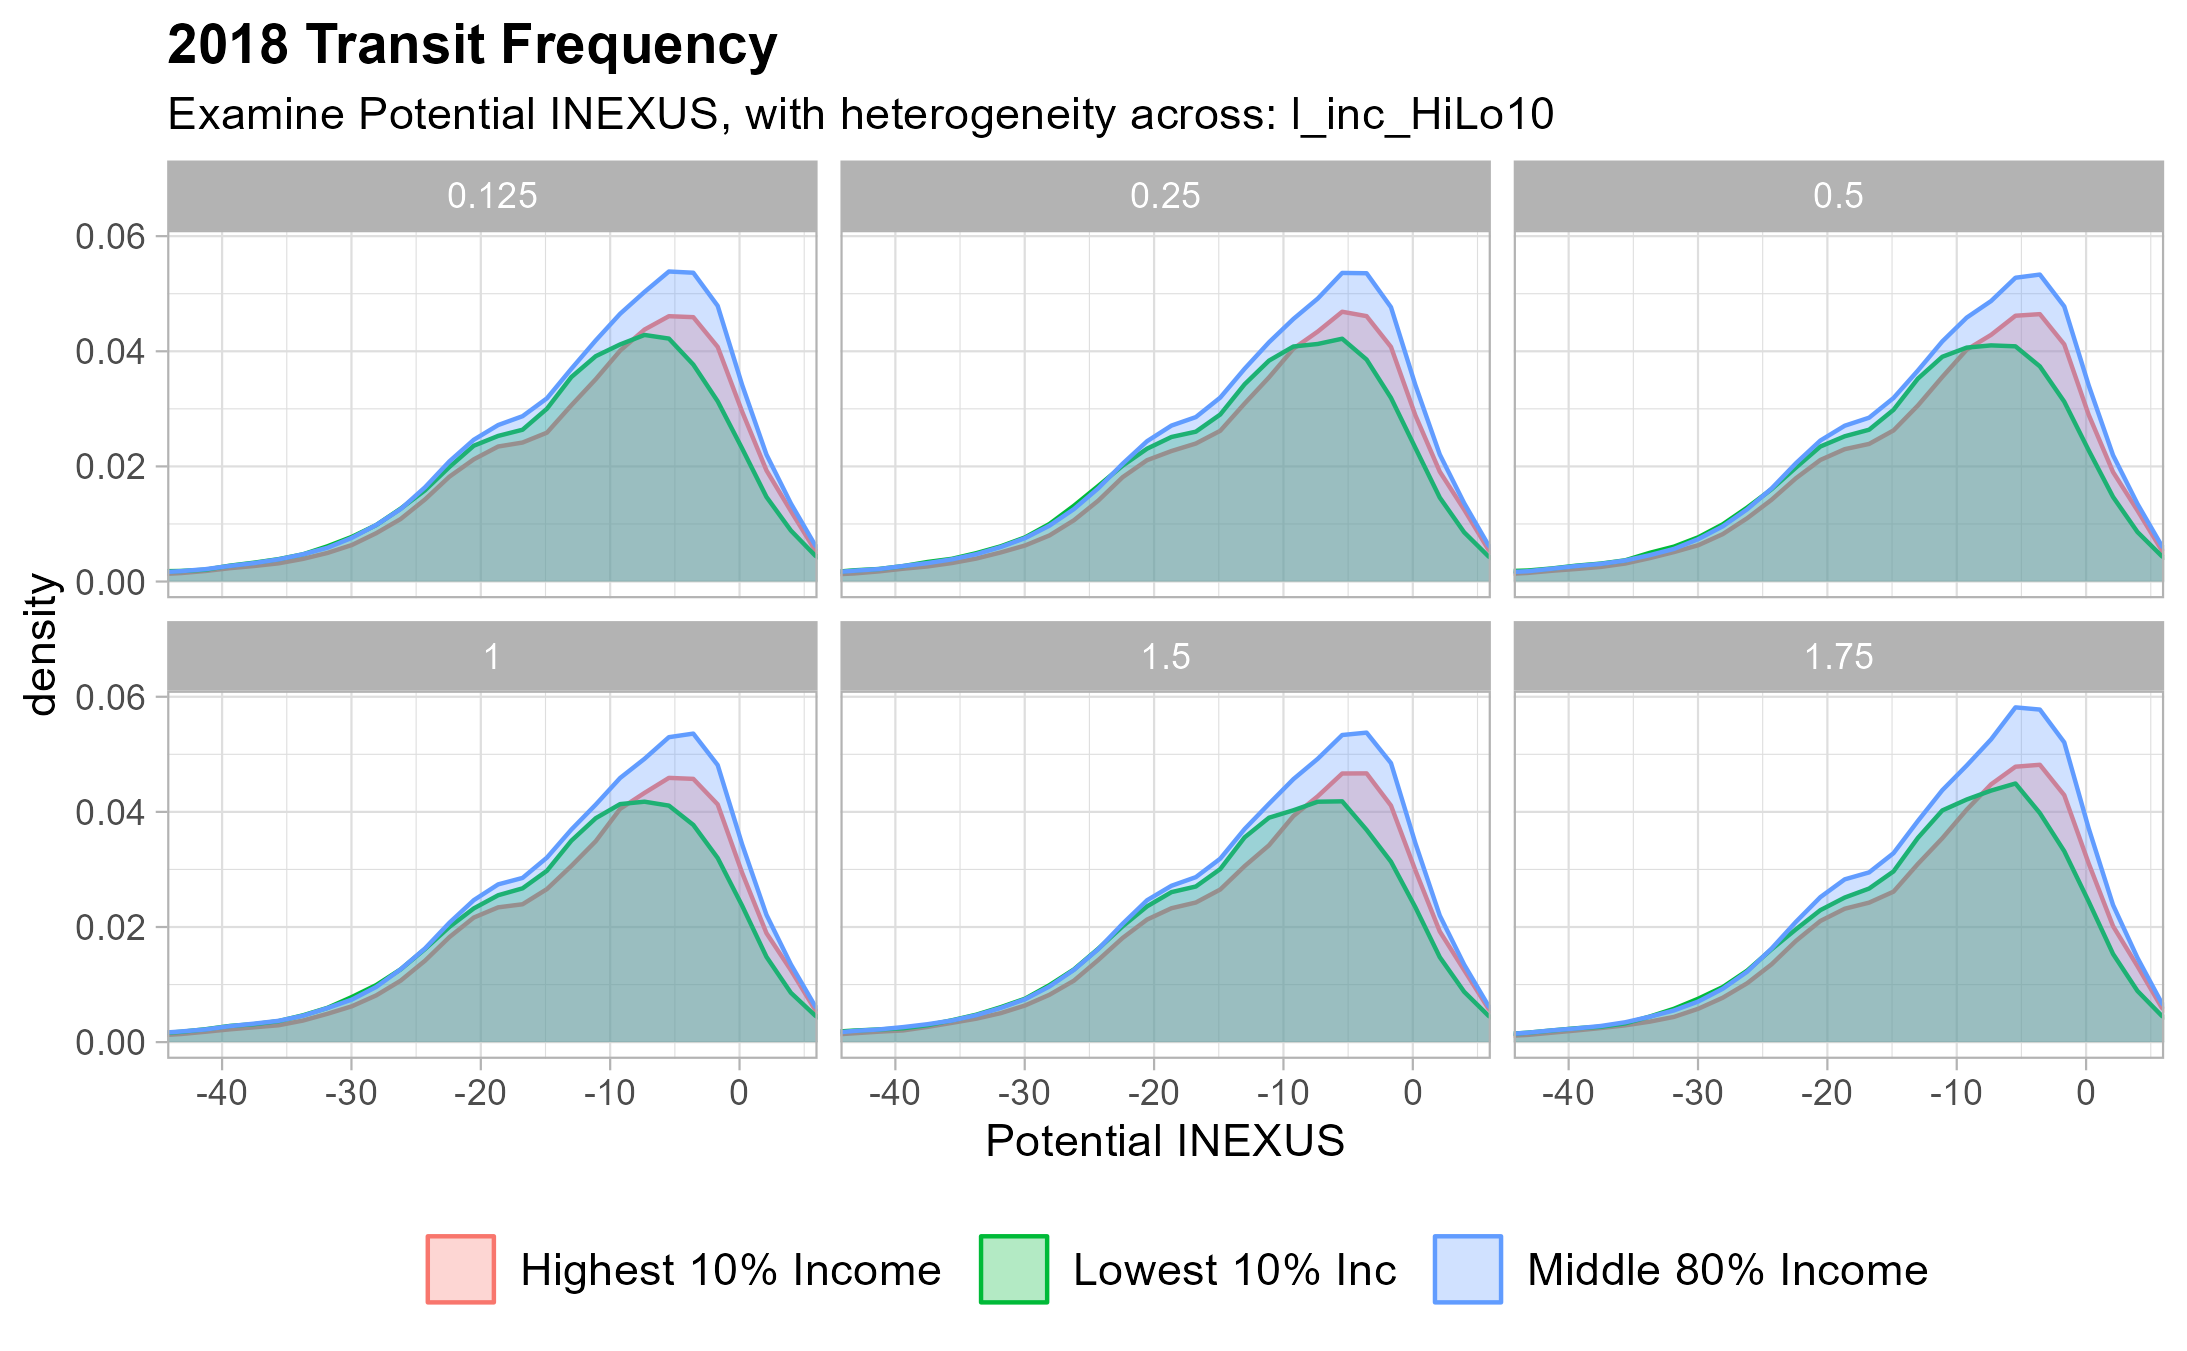 2018 Transit Frequency
Examine Potential INEXUS, with heterogeneity across: l_inc_HiLo10
0.125 0.25 0.5
0.06
0.04
0.02
0.00
1 1.5 1.75
0.06
0.04
0.02
0.00
density
-40 -30 -20 -10 0 -40 -30 -20 -10 0 -40 -30 -20 -10 0
Potential INEXUS
Highest 10% Income Lowest 10% Inc Middle 80% Income